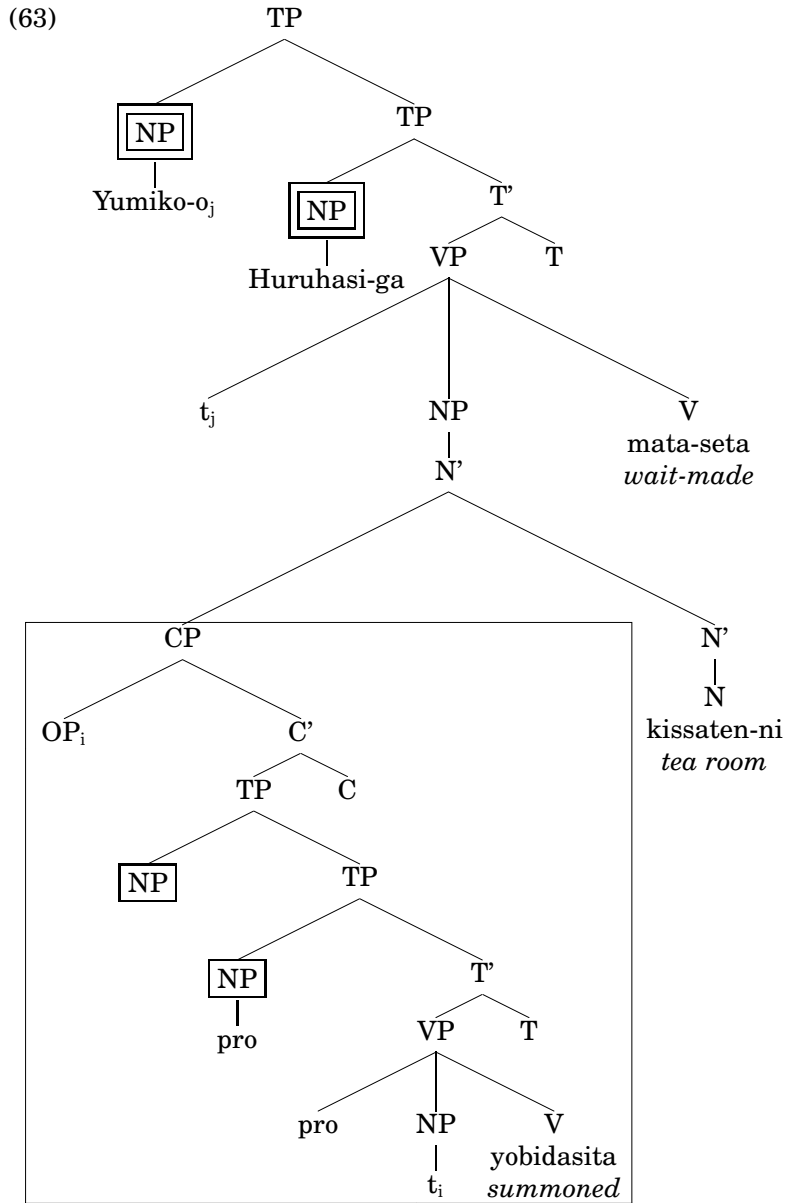 (63) TP
NP TP
Yumiko-oj NP T’
Huruhasi-ga VP T
tj NP V
mata-seta
wait-made
N’
CP N’
N
OPi C’ kissaten-ni
tea room
TP C
NP TP
NP T’
pro VP T
pro NP V
yobidasita
ti summoned